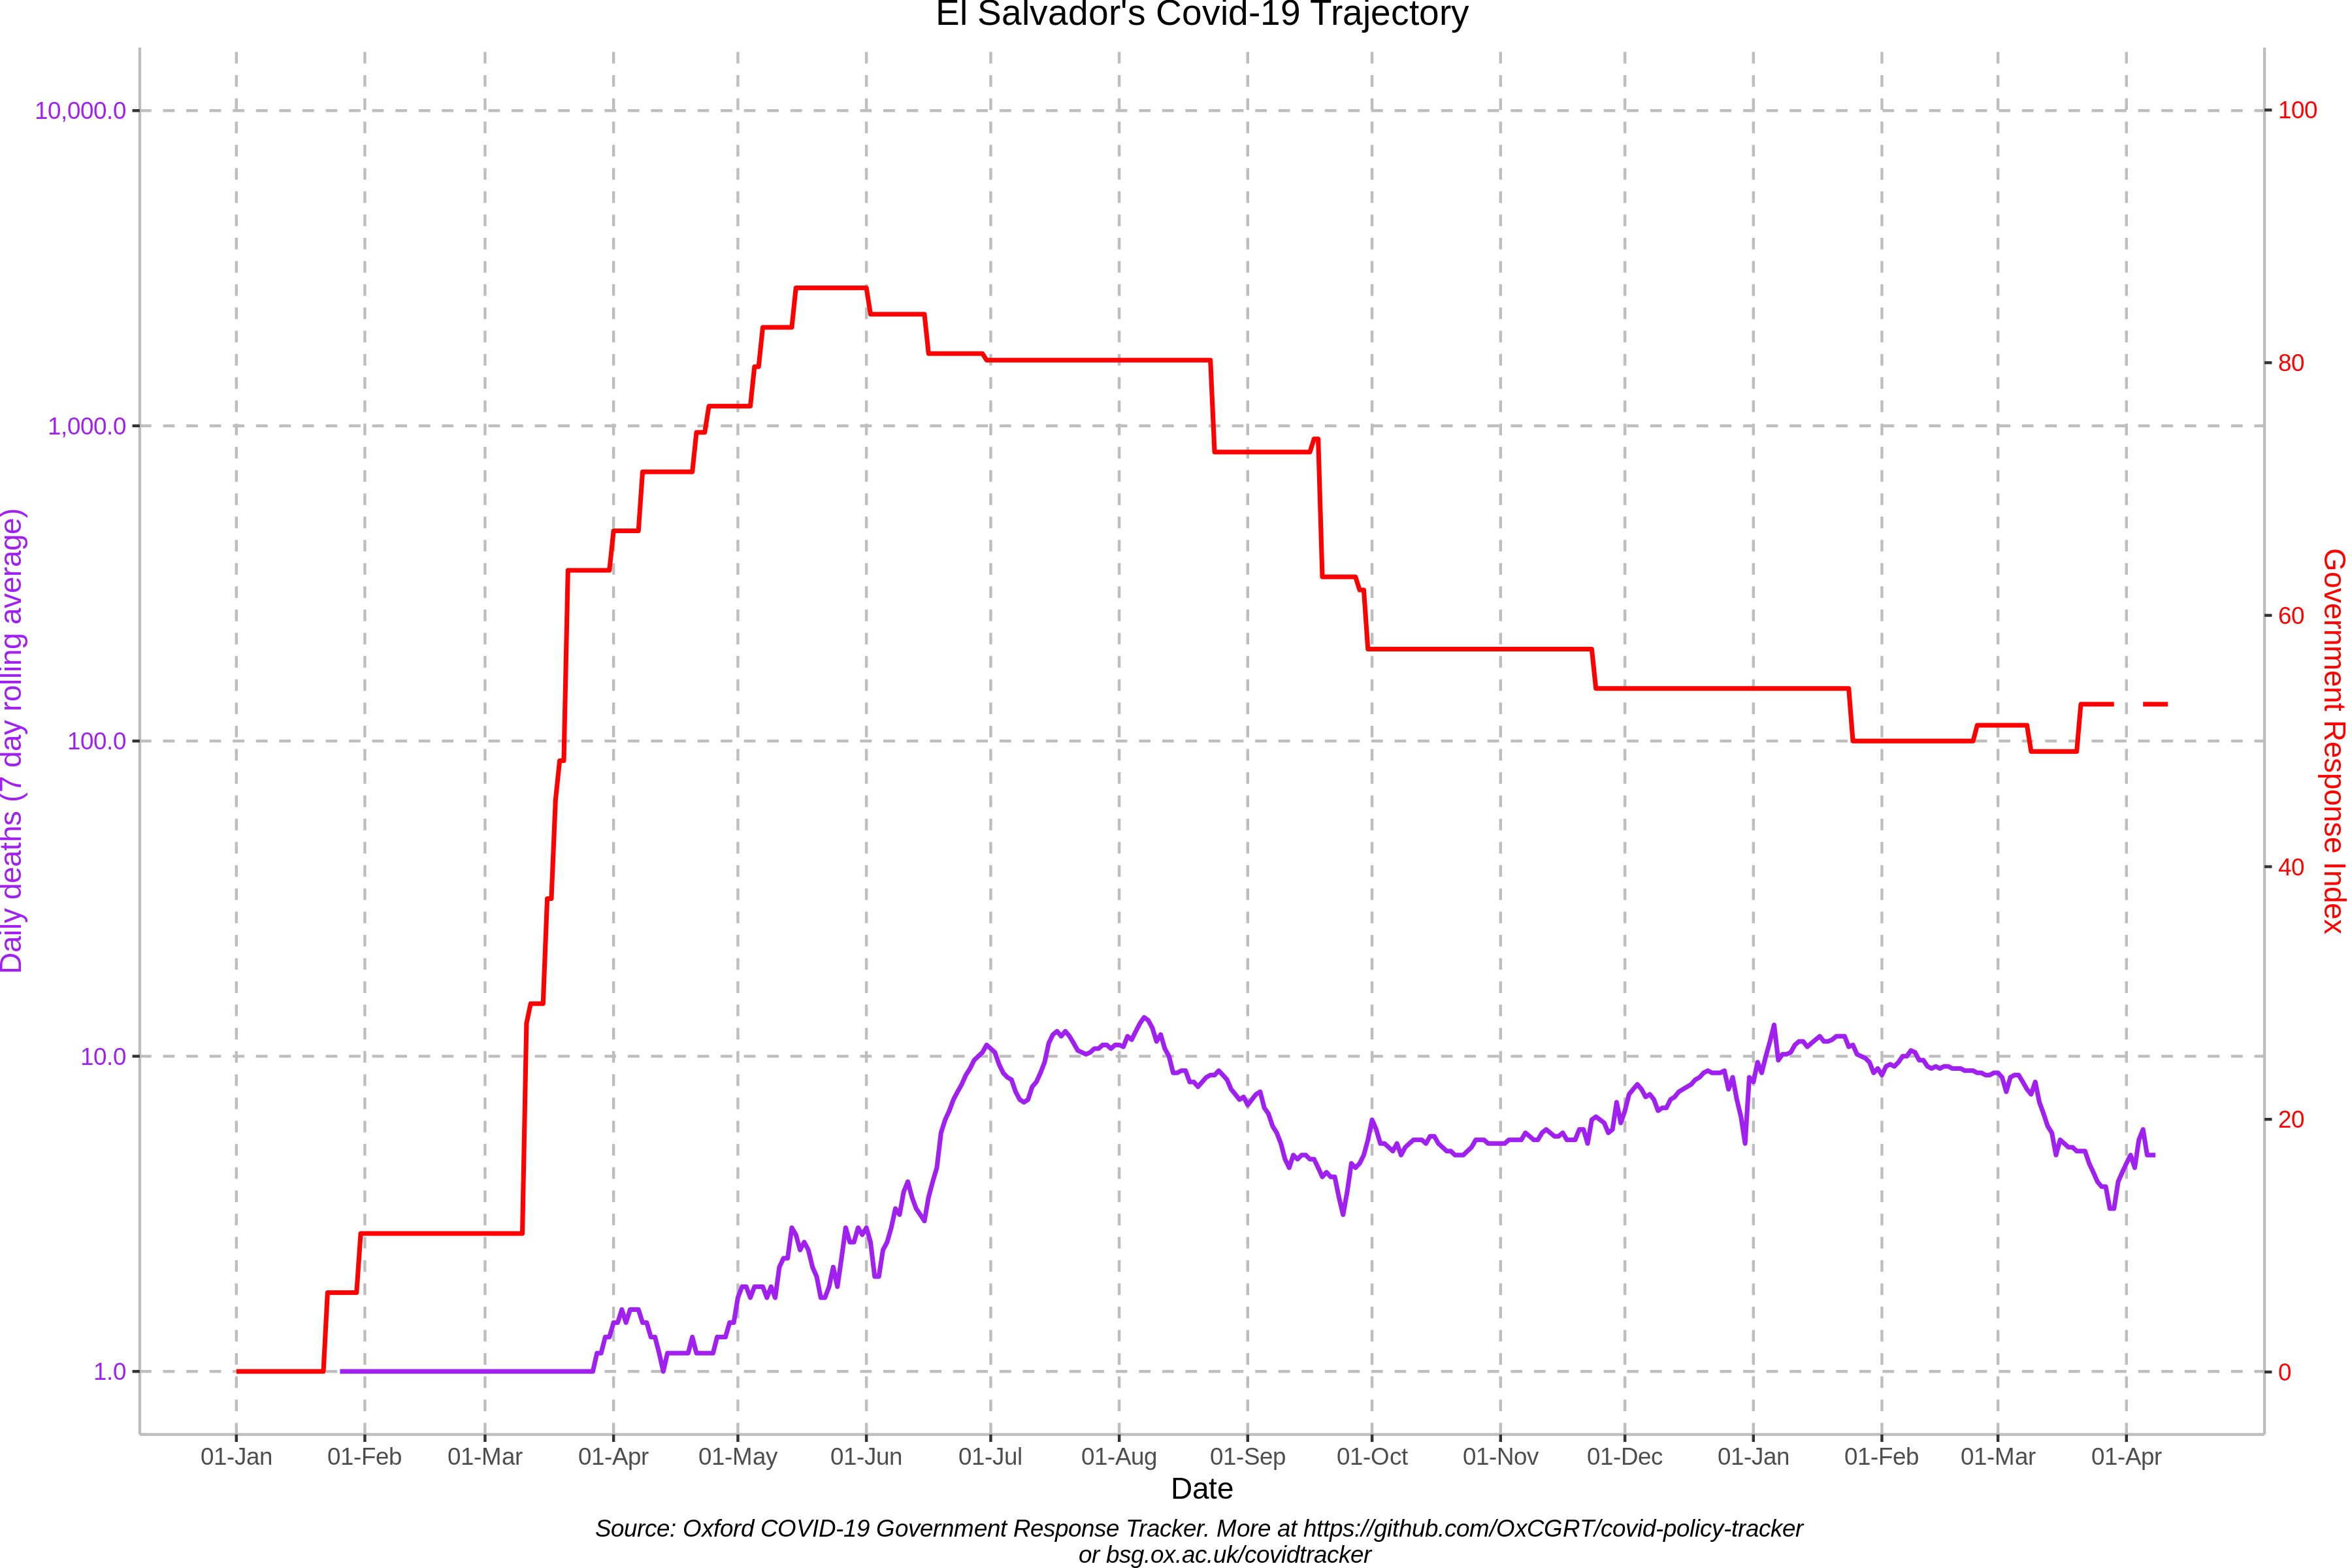 El Salvador's Covid-19 Trajectory
10,000.0
1,000.0
100.0
10.0
1.0
Daily deaths (7 day rolling average)
100
80
60
40
20
0
Government Response Index
01-Jan 01-Feb 01-Mar 01-Apr 01-May 01-Jun 01-Jul 01-Aug 01-Sep 01-Oct 01-Nov 01-Dec 01-Jan 01-Feb 01-Mar 01-Apr
Date
Source: Oxford COVID-19 Government Response Tracker. More at https://github.com/OxCGRT/covid-policy-tracker
or bsg.ox.ac.uk/covidtracker